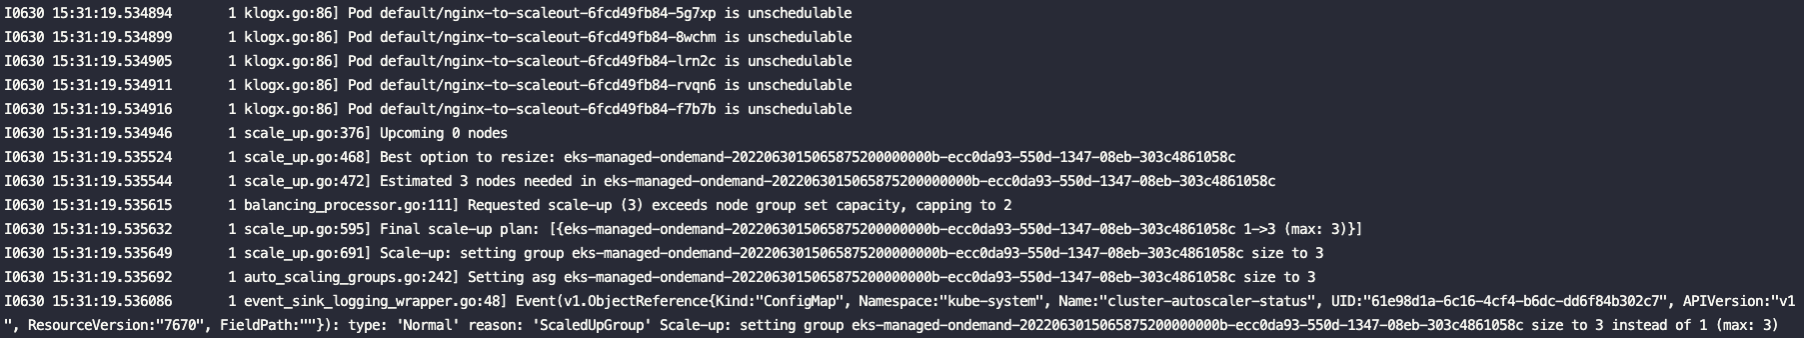 I0630 15:31:19.534894       1 klogx.go:86] Pod default/nginx-to-scaleout-6fcd49fb84-5g7xp is unschedulable
I0630 15:31:19.534899       1 klogx.go:86] Pod default/nginx-to-scaleout-6fcd49fb84-8wchm is unschedulable
I0630 15:31:19.534905       1 klogx.go:86] Pod default/nginx-to-scaleout-6fcd49fb84-lrn2c is unschedulable
I0630 15:31:19.534911       1 klogx.go:86] Pod default/nginx-to-scaleout-6fcd49fb84-rvqn6 is unschedulable
I0630 15:31:19.534916       1 klogx.go:86] Pod default/nginx-to-scaleout-6fcd49fb84-f7b7b is unschedulable
I0630 15:31:19.534946       1 scale_up.go:376] Upcoming 0 nodes
I0630 15:31:19.535524       1 scale_up.go:468] Best option to resize: eks-managed-ondemand-20220630150658752000000000b-ecc0da93-550d-1347-08eb-303c4861058c
I0630 15:31:19.535544       1 scale_up.go:472] Estimated 3 nodes needed in eks-managed-ondemand-20220630150658752000000000b-ecc0da93-550d-1347-08eb-303c4861058c
I0630 15:31:19.535615       1 balancing_processor.go:111] Requested scale-up (3) exceeds node group set capacity, capping to 2
I0630 15:31:19.535632       1 scale_up.go:595] Final scale-up plan: [{eks-managed-ondemand-20220630150658752000000000b-ecc0da93-550d-1347-08eb-303c4861058c 1->3 (max: 3)}]
I0630 15:31:19.535649       1 scale_up.go:691] Scale-up: setting group eks-managed-ondemand-20220630150658752000000000b-ecc0da93-550d-1347-08eb-303c4861058c size to 3
I0630 15:31:19.535692       1 auto_scaling_groups.go:242] Setting asg eks-managed-ondemand-20220630150658752000000000b-ecc0da93-550d-1347-08eb-303c4861058c size to 3
I0630 15:31:19.536086       1 event_sink_logging_wrapper.go:48] Event(v1.ObjectReference{Kind:"ConfigMap", Namespace:"kube-system", Name:"cluster-autoscaler-status", UID:"61e98d1a-6c16-4cf4-b6dc-dd6f84b302c7", APIVersion:"v1
", ResourceVersion:"7670", FieldPath:""}): type: 'Normal' reason: 'ScaledUpGroup' Scale-up: setting group eks-managed-ondemand-20220630150658752000000000b-ecc0da93-550d-1347-08eb-303c4861058c size to 3 instead of 1 (max: 3)